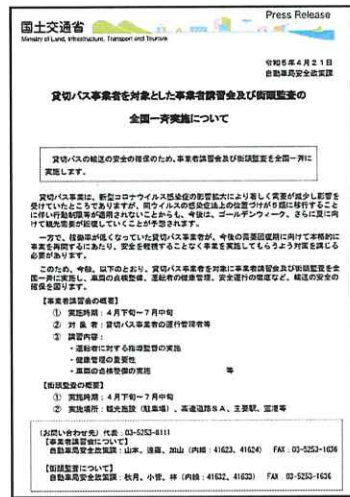 Press Release
国土交通省
Ministry of Land, Infrastructure, Transport and Tourism
令和5年4月21日
自動車局安全政策課
貸切バス事業者を対象とした事業者講習会及び街頭監査の
全国一斉実施について
貸切バスの輸送の安全の確保のため、事業者講習会及び街頭監査を全国一斉に
実施します。
貸切バス事業は、新型コロナウイルス感染症の影響拡大により著しく需要が減少し影響を
受けていたところでありますが、同ウイルスの感染症法上の位置づけが5類に移行すること
に伴い行動制限等が適用されないことからも、今後は、ゴールデンウィーク、さらに夏に向
けて観光需要が回復していくことが予想されます。
一方で、稼働率が低くなっていた貸切バス事業者が、今後の需要回復期に向けて本格的に
事業を再開するにあたり、安全を軽視することなく事業を実施してもらうよう対策を講じる
必要があります。
このため、今般、以下のとおり、貸切バス事業者を対象に事業者講習会及び街頭監査を全
国一斉に実施し、車両の点検整備、運転者の健康管理、安全運行の徹底など、輸送の安全の
確保を図ります。
【事業者講習会の概要】
① 実施時期：4月下旬～7月中旬
② 対 象 者：貸切バス事業者の運行管理者等
③ 講習内容：
・運転者に対する指導監督の実施
・健康管理の重要性
・車両の点検整備の実施 等
【街頭監査の概要】
① 実施時期：4月下旬～7月中旬
② 実施場所：観光施設（駐車場）、高速道路SA、主要駅、空港等
（お問い合わせ先）代表：03-5253-8111
【事業者講習会について】
自動車局安全政策課：山本、遠藤、加山（内線：41623、41624） FAX：03-5253-1636
【街頭監査について】
自動車局安全政策課：秋月、小菅、林（内線：41632、41633） FAX：03-5253-1636